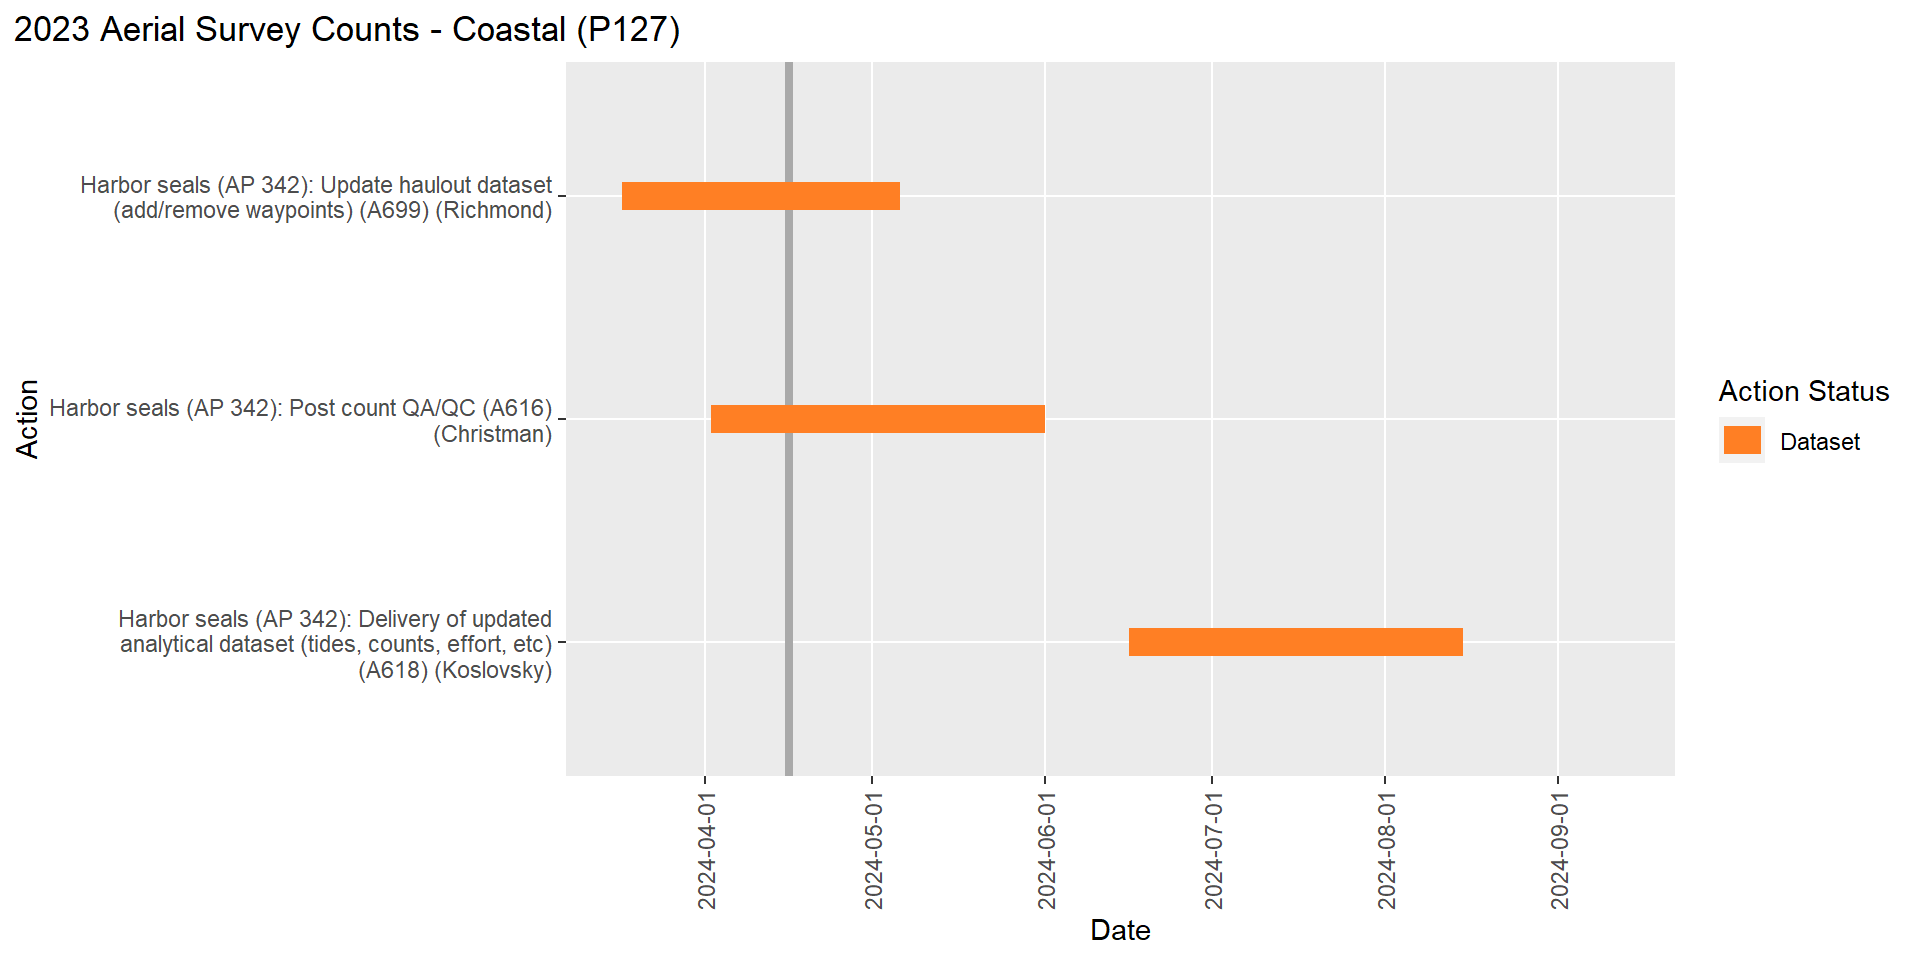 2023 Aerial Survey Counts - Coastal (P127)
Harbor seals (AP 342): Update haulout dataset
(add/remove waypoints) (A699) (Richmond)
Harbor seals (AP 342): Post count QA/QC (A616)
(Christman)
Harbor seals (AP 342): Delivery of updated
analytical dataset (tides, counts, effort, etc)
(A618) (Koslovsky)
Action
2024-04-01
2024-05-01
2024-06-01
2024-07-01
2024-08-01
2024-09-01
Date
Action Status
Dataset